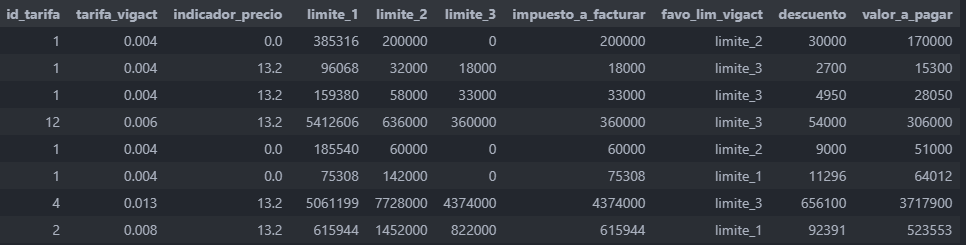 id_tarifa tarifa_vigact indicador_precio limite_1 limite_2 limite_3 impuesto_a_facturar favo_lim_vigact descuento valor_a_pagar
1 0.004 0.0 385316 200000 0 200000 limite_2 30000 170000
1 0.004 13.2 96068 32000 18000 18000 limite_3 2700 15300
1 0.004 13.2 159380 58000 33000 33000 limite_3 4950 28050
12 0.006 13.2 5412606 636000 360000 360000 limite_3 54000 306000
1 0.004 0.0 185540 60000 0 60000 limite_2 9000 51000
1 0.004 0.0 75308 142000 0 75308 limite_1 11296 64012
4 0.013 13.2 5061199 7728000 4374000 4374000 limite_3 656100 3717900
2 0.008 13.2 615944 1452000 822000 615944 limite_1 92391 523553